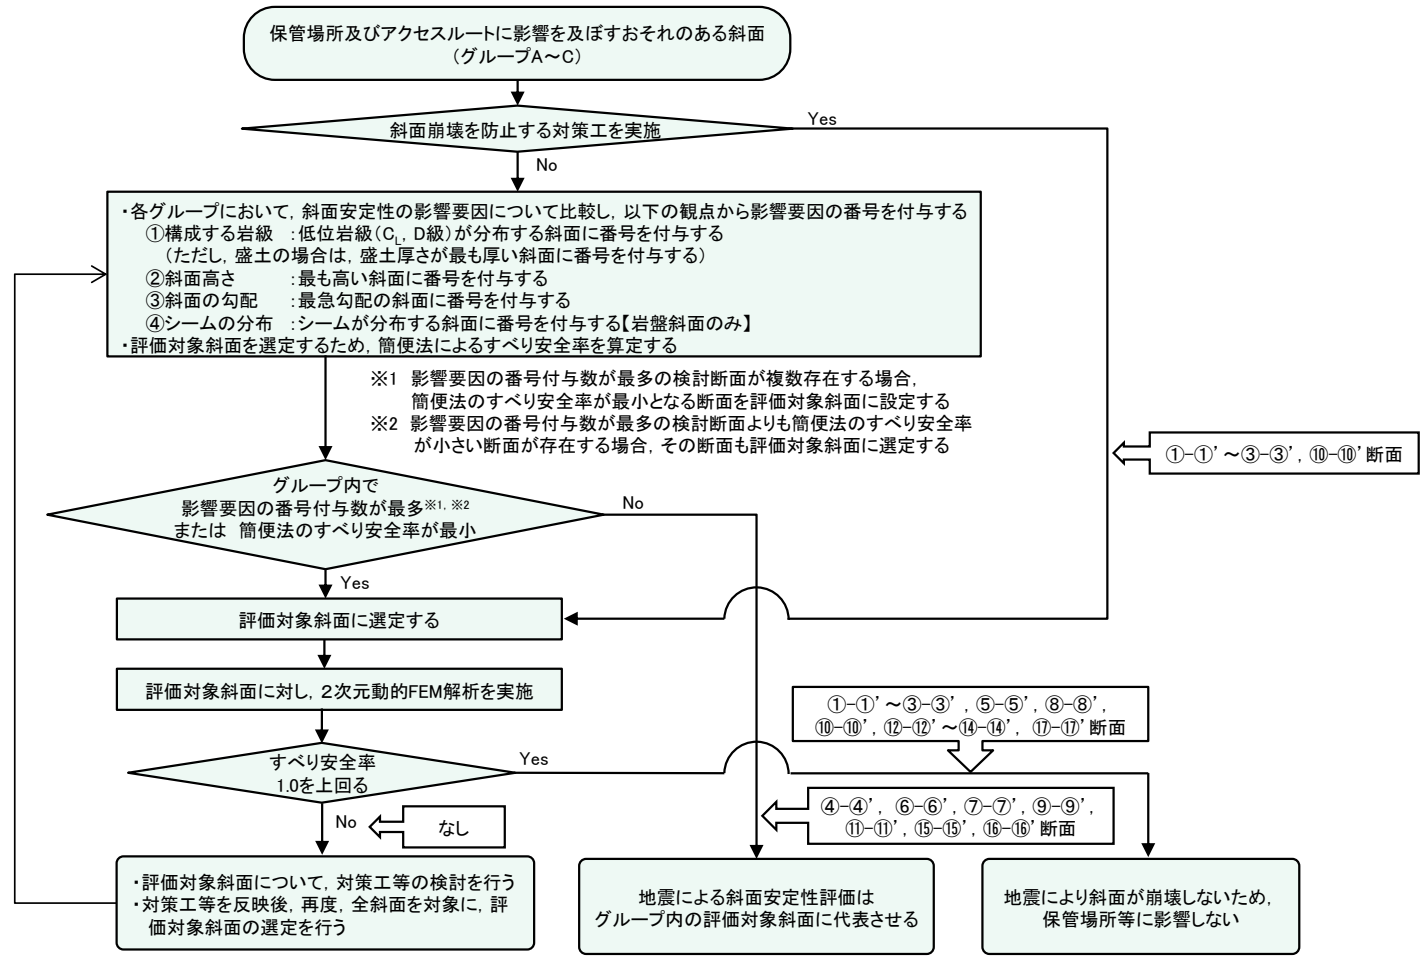 保管場所及びアクセスルートに影響を及ぼすおそれのある斜面
（グループA～C）
斜面崩壊を防止する対策工を実施
Yes
No
・各グループにおいて，斜面安定性の影響要因について比較し，以下の観点から影響要因の番号を付与する
①構成する岩級　：低位岩級（CL，D級）が分布する斜面に番号を付与する
（ただし，盛土の場合は，盛土厚さが最も厚い斜面に番号を付与する）
②斜面高さ　　　：最も高い斜面に番号を付与する
③斜面の勾配　：最急勾配の斜面に番号を付与する
④シームの分布　：シームが分布する斜面に番号を付与する【岩盤斜面のみ】
・評価対象斜面を選定するため，簡便法によるすべり安全率を算定する
※1　影響要因の番号付与数が最多の検討断面が複数存在する場合，
簡便法のすべり安全率が最小となる断面を評価対象斜面に設定する
※2　影響要因の番号付与数が最多の検討断面よりも簡便法のすべり安全率
が小さい断面が存在する場合，その断面も評価対象斜面に選定する
①-①’～③-③’，⑩-⑩’断面
グループ内で
影響要因の番号付与数が最多※1，※2
または　簡便法のすべり安全率が最小
No
Yes
評価対象斜面に選定する
評価対象斜面に対し，２次元動的FEM解析を実施
①-①’～③-③’，⑤-⑤’，⑧-⑧’，
⑩-⑩’，⑫-⑫’～⑭-⑭’，⑰-⑰’断面
すべり安全率
1.0を上回る
Yes
No
なし
④-④’，⑥-⑥’，⑦-⑦’，⑨-⑨’，
⑪-⑪’，⑮-⑮’，⑯-⑯’断面
・評価対象斜面について，対策工等の検討を行う
・対策工等を反映後，再度，全斜面を対象に，評
価対象斜面の選定を行う
地震による斜面安定性評価は
グループ内の評価対象斜面に代表させる
地震により斜面が崩壊しないため，
保管場所等に影響しない